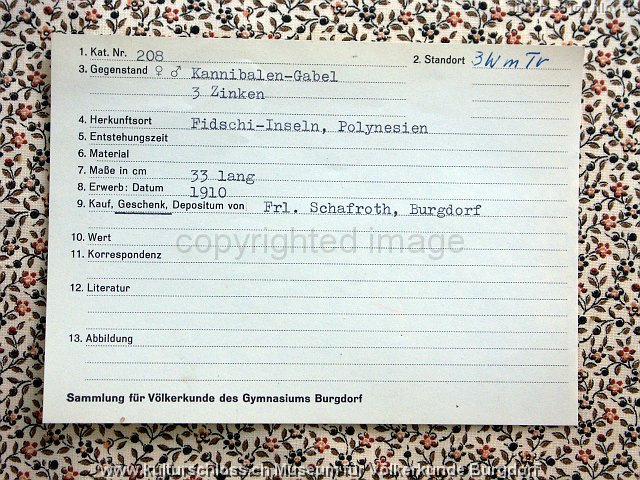 1. Kat. Nr. 208 2. Standort 3W m Tr
3. Gegenstand ♀ ♂ Kannibalen-Gabel
3 Zinken
4. Herkunftsort Fidschi-Inseln, Polynesien
5. Entstehungszeit
6. Material
7. Maße in cm 33 lang
8. Erwerb: Datum 1910
9. Kauf, Geschenk, Depositum von Frl. Schafroth, Burgdorf
10. Wert
copyrighted image
11. Korrespondenz
12. Literatur
13. Abbildung
Sammlung für Völkerkunde des Gymnasiums Burgdorf
www.kulturschloss.ch Museum für Völkerkunde Burgdorf